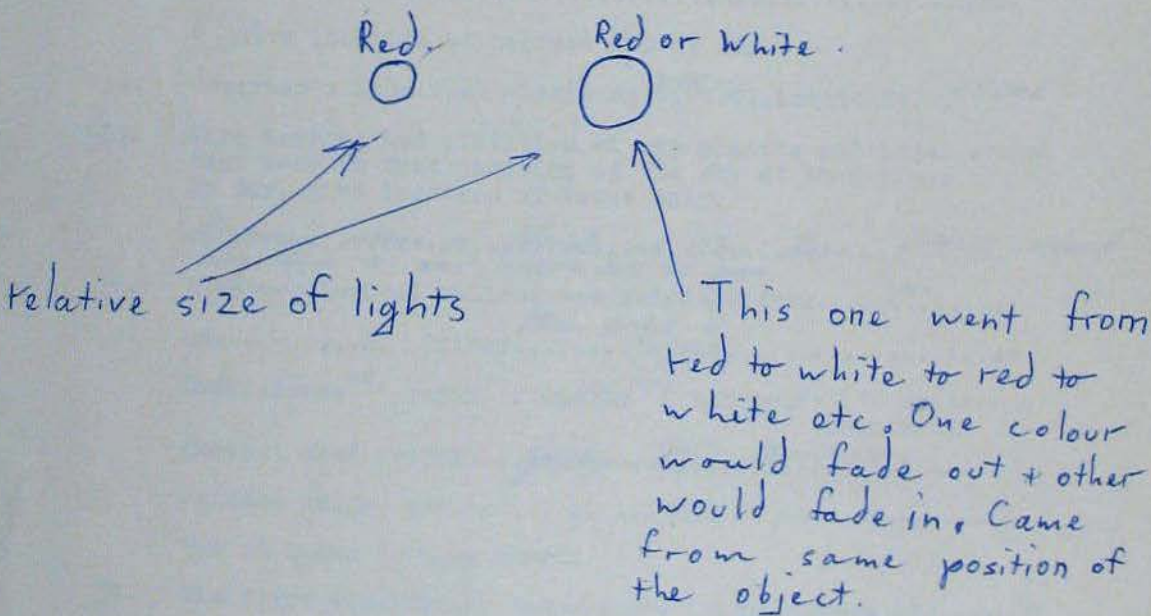 Red.
Red or White.
relative size of lights
This one went from
red to white to red to
white etc. One colour
would fade out + other
would fade in. Came
from same position of
the object.